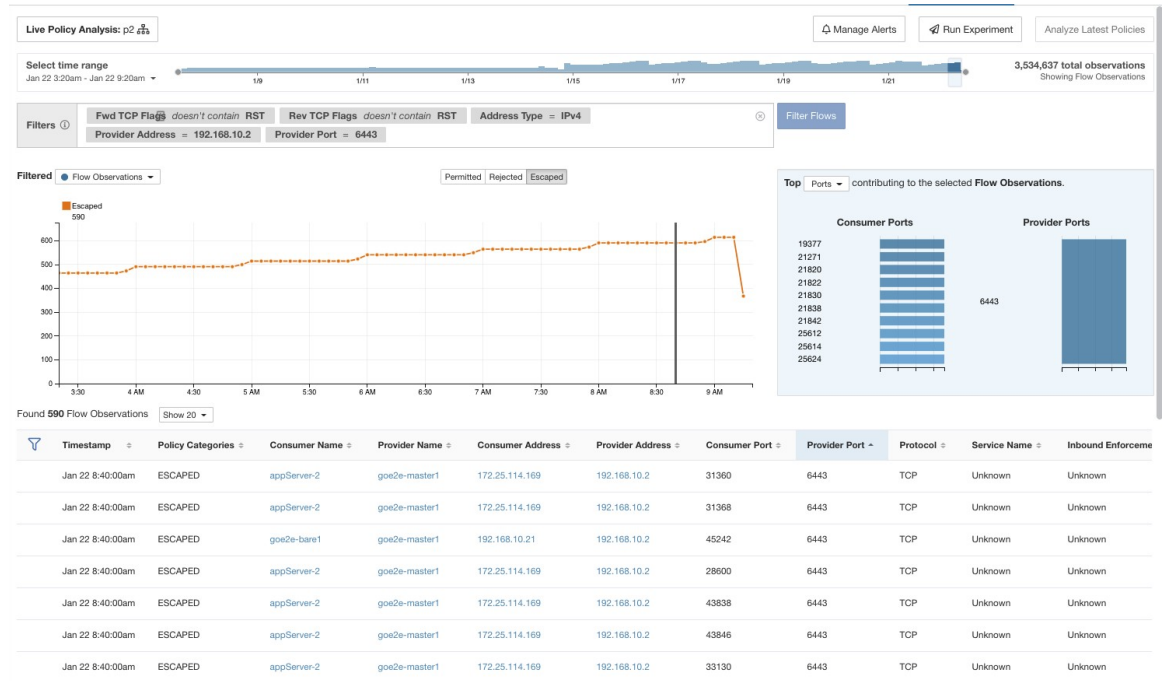 Live Policy Analysis: p2
Manage Alerts
Run Experiment
Analyze Latest Policies
Select time range
Jan 22 3:20am - Jan 22 9:20am
1/9 1/11 1/13 1/15 1/17 1/19 1/21
3,534,637 total observations
Showing Flow Observations
Filters
Fwd TCP Flags doesn't contain RST Rev TCP Flags doesn't contain RST Address Type = IPv4
Provider Address = 192.168.10.2 Provider Port = 6443
Filter Flows
Filtered Flow Observations
Permitted Rejected Escaped
Escaped
590
600
500
400
300
200
100
0
3:30 4 AM 4:30 5 AM 5:30 6 AM 6:30 7 AM 7:30 8 AM 8:30 9 AM
Top Ports contributing to the selected Flow Observations.
Consumer Ports
19377
21271
21820
21822
21830
21838
21842
25612
25614
25624
Provider Ports
6443
Found 590 Flow Observations Show 20
Timestamp Policy Categories Consumer Name Provider Name Consumer Address Provider Address Consumer Port Provider Port Protocol Service Name Inbound Enforceme
Jan 22 8:40:00am ESCAPED appServer-2 goe2e-master1 172.25.114.169 192.168.10.2 31360 6443 TCP Unknown Unknown
Jan 22 8:40:00am ESCAPED appServer-2 goe2e-master1 172.25.114.169 192.168.10.2 31368 6443 TCP Unknown Unknown
Jan 22 8:40:00am ESCAPED goe2e-bare1 goe2e-master1 192.168.10.21 192.168.10.2 45242 6443 TCP Unknown Unknown
Jan 22 8:40:00am ESCAPED appServer-2 goe2e-master1 172.25.114.169 192.168.10.2 28600 6443 TCP Unknown Unknown
Jan 22 8:40:00am ESCAPED appServer-2 goe2e-master1 172.25.114.169 192.168.10.2 43838 6443 TCP Unknown Unknown
Jan 22 8:40:00am ESCAPED appServer-2 goe2e-master1 172.25.114.169 192.168.10.2 43846 6443 TCP Unknown Unknown
Jan 22 8:40:00am ESCAPED appServer-2 goe2e-master1 172.25.114.169 192.168.10.2 33130 6443 TCP Unknown Unknown